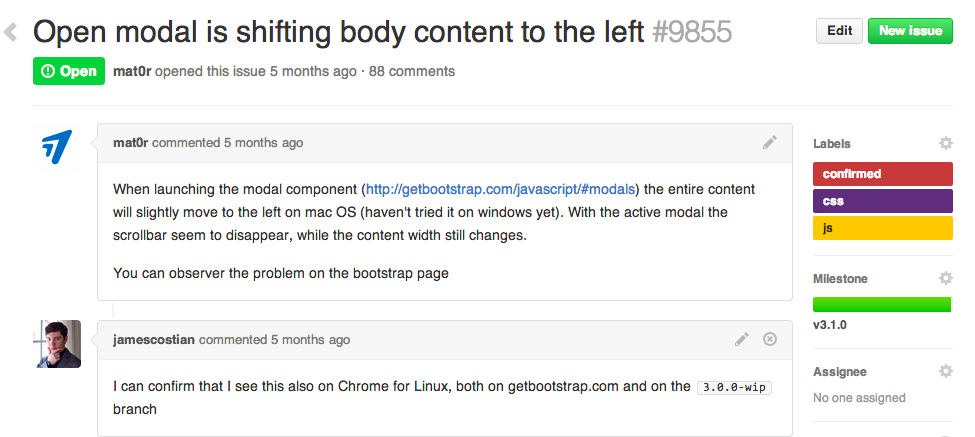 Open modal is shifting body content to the left #9855
Edit
New issue
Open
mat0r opened this issue 5 months ago · 88 comments
mat0r commented 5 months ago
When launching the modal component (http://getbootstrap.com/javascript/#modals) the entire content
will slightly move to the left on mac OS (haven't tried it on windows yet). With the active modal the
scrollbar seem to disappear, while the content width still changes.
You can observer the problem on the bootstrap page
Labels
confirmed
css
js
Milestone
v3.1.0
jamescostian commented 5 months ago
I can confirm that I see this also on Chrome for Linux, both on getbootstrap.com and on the 3.0.0-wip
branch
Assignee
No one assigned